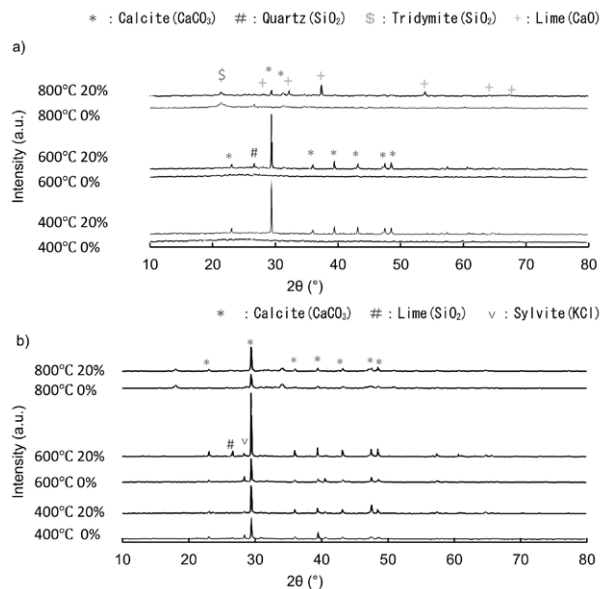 * : Calcite(CaCO₃) # : Quartz(SiO₂) $ : Tridymite(SiO₂) + : Lime(CaO)
a)
Intensity (a.u.)
$ + * * + + + + +
800℃ 20%
800℃ 0%
* # * * * * *
600℃ 20%
600℃ 0%
400℃ 20%
400℃ 0%
10 20 30 40 50 60 70 80
2θ (°)
* : Calcite(CaCO₃) # : Lime(SiO₂) v : Sylvite(KCl)
b)
Intensity (a.u.)
* * * * * * *
800℃ 20%
800℃ 0%
# v
600℃ 20%
600℃ 0%
400℃ 20%
400℃ 0%
10 20 30 40 50 60 70 80
2θ (°)